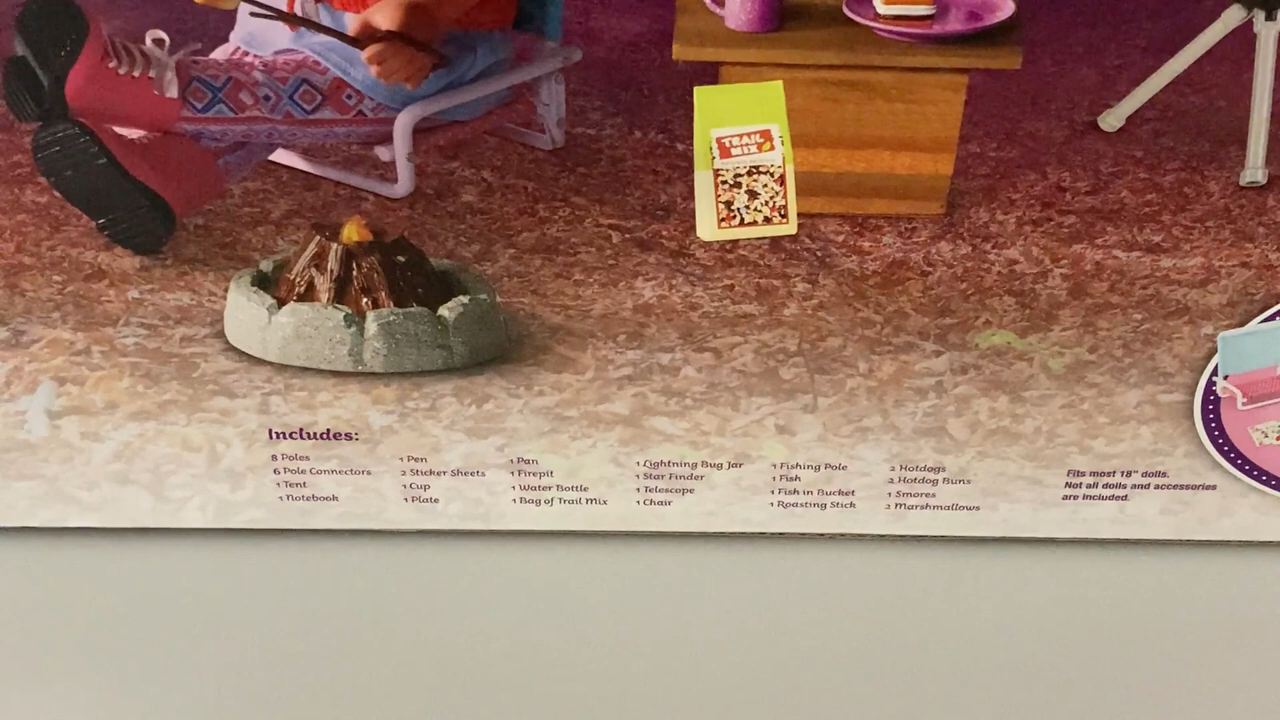 TRAIL
MIX
Includes:
8 Poles
6 Pole Connectors
1 Tent
1 Notebook
1 Pen
2 Sticker Sheets
1 Cup
1 Plate
1 Pan
1 Firepit
1 Water Bottle
1 Bag of Trail Mix
1 Lightning Bug Jar
1 Star Finder
1 Telescope
1 Chair
1 Fishing Pole
1 Fish
1 Fish in Bucket
1 Roasting Stick
2 Hotdogs
2 Hotdog Buns
1 Smores
2 Marshmallows
Fits most 18" dolls.
Not all dolls and accessories
are included.